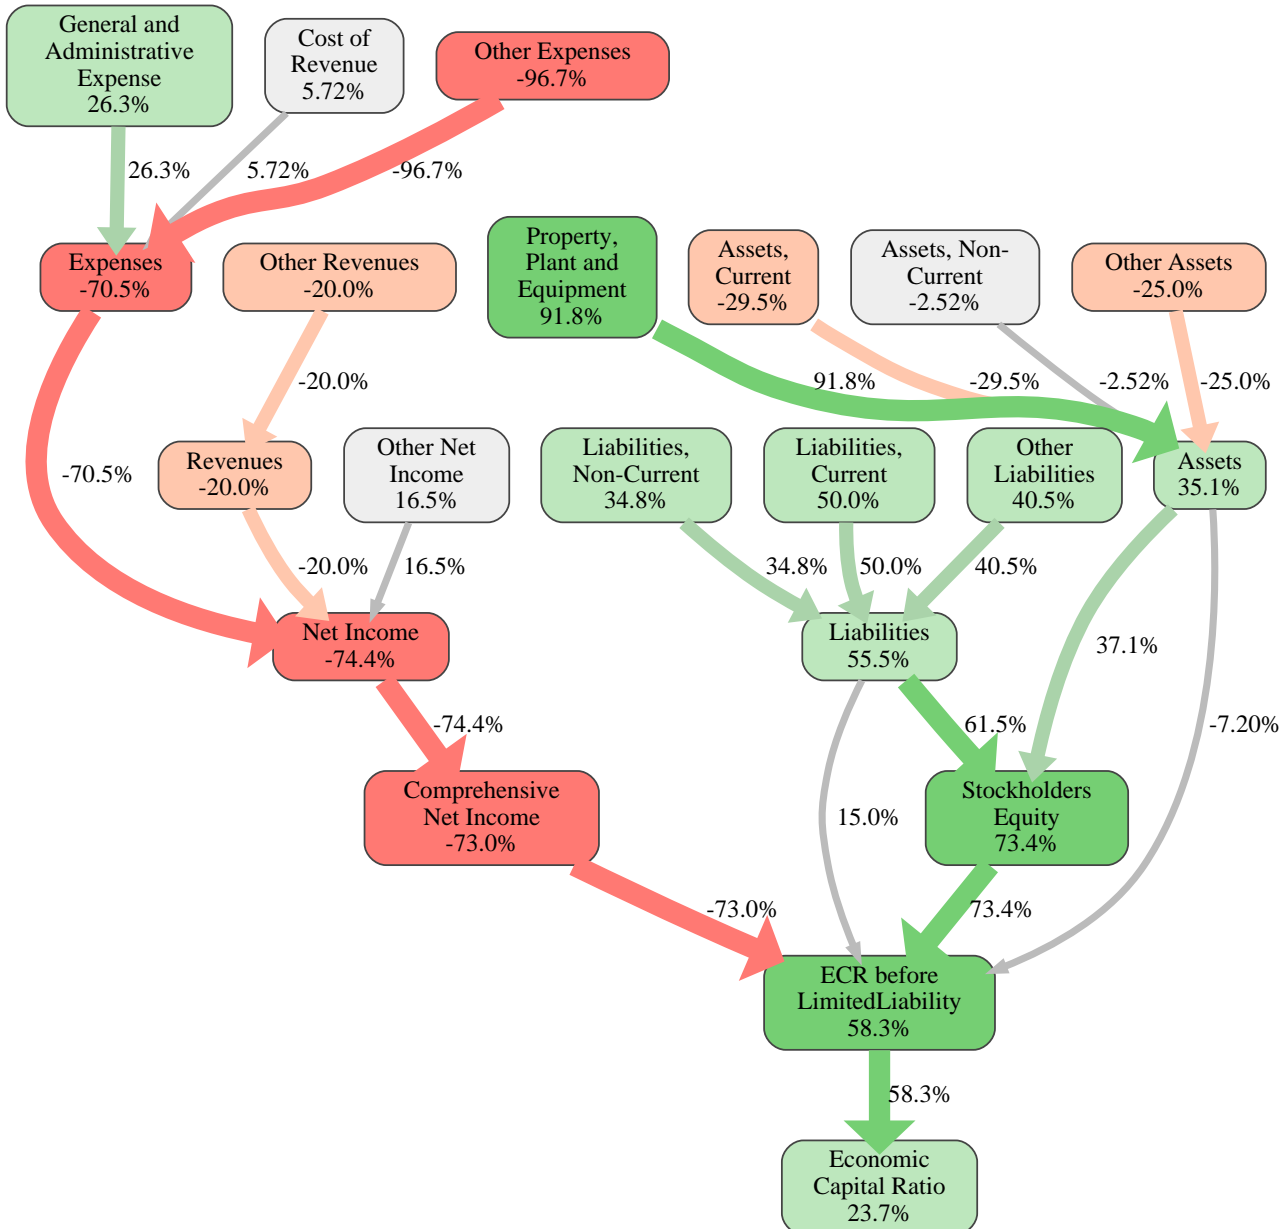 General and
Administrative
Expense
26.3%
Cost of
Revenue
5.72%
Other Expenses
-96.7%
26.3%
5.72%
-96.7%
Expenses
-70.5%
Other Revenues
-20.0%
Property,
Plant and
Equipment
91.8%
Assets,
Current
-29.5%
Assets, Non-
Current
-2.52%
Other Assets
-25.0%
-20.0%
91.8%
-29.5%
-2.52%
-25.0%
-70.5%
Revenues
-20.0%
Other Net
Income
16.5%
Liabilities,
Non-Current
34.8%
Liabilities,
Current
50.0%
Other
Liabilities
40.5%
Assets
35.1%
-20.0%
16.5%
34.8%
50.0%
40.5%
Net Income
-74.4%
Liabilities
55.5%
37.1%
-74.4%
61.5%
-7.20%
Comprehensive
Net Income
-73.0%
15.0%
Stockholders
Equity
73.4%
-73.0%
73.4%
ECR before
LimitedLiability
58.3%
58.3%
Economic
Capital Ratio
23.7%